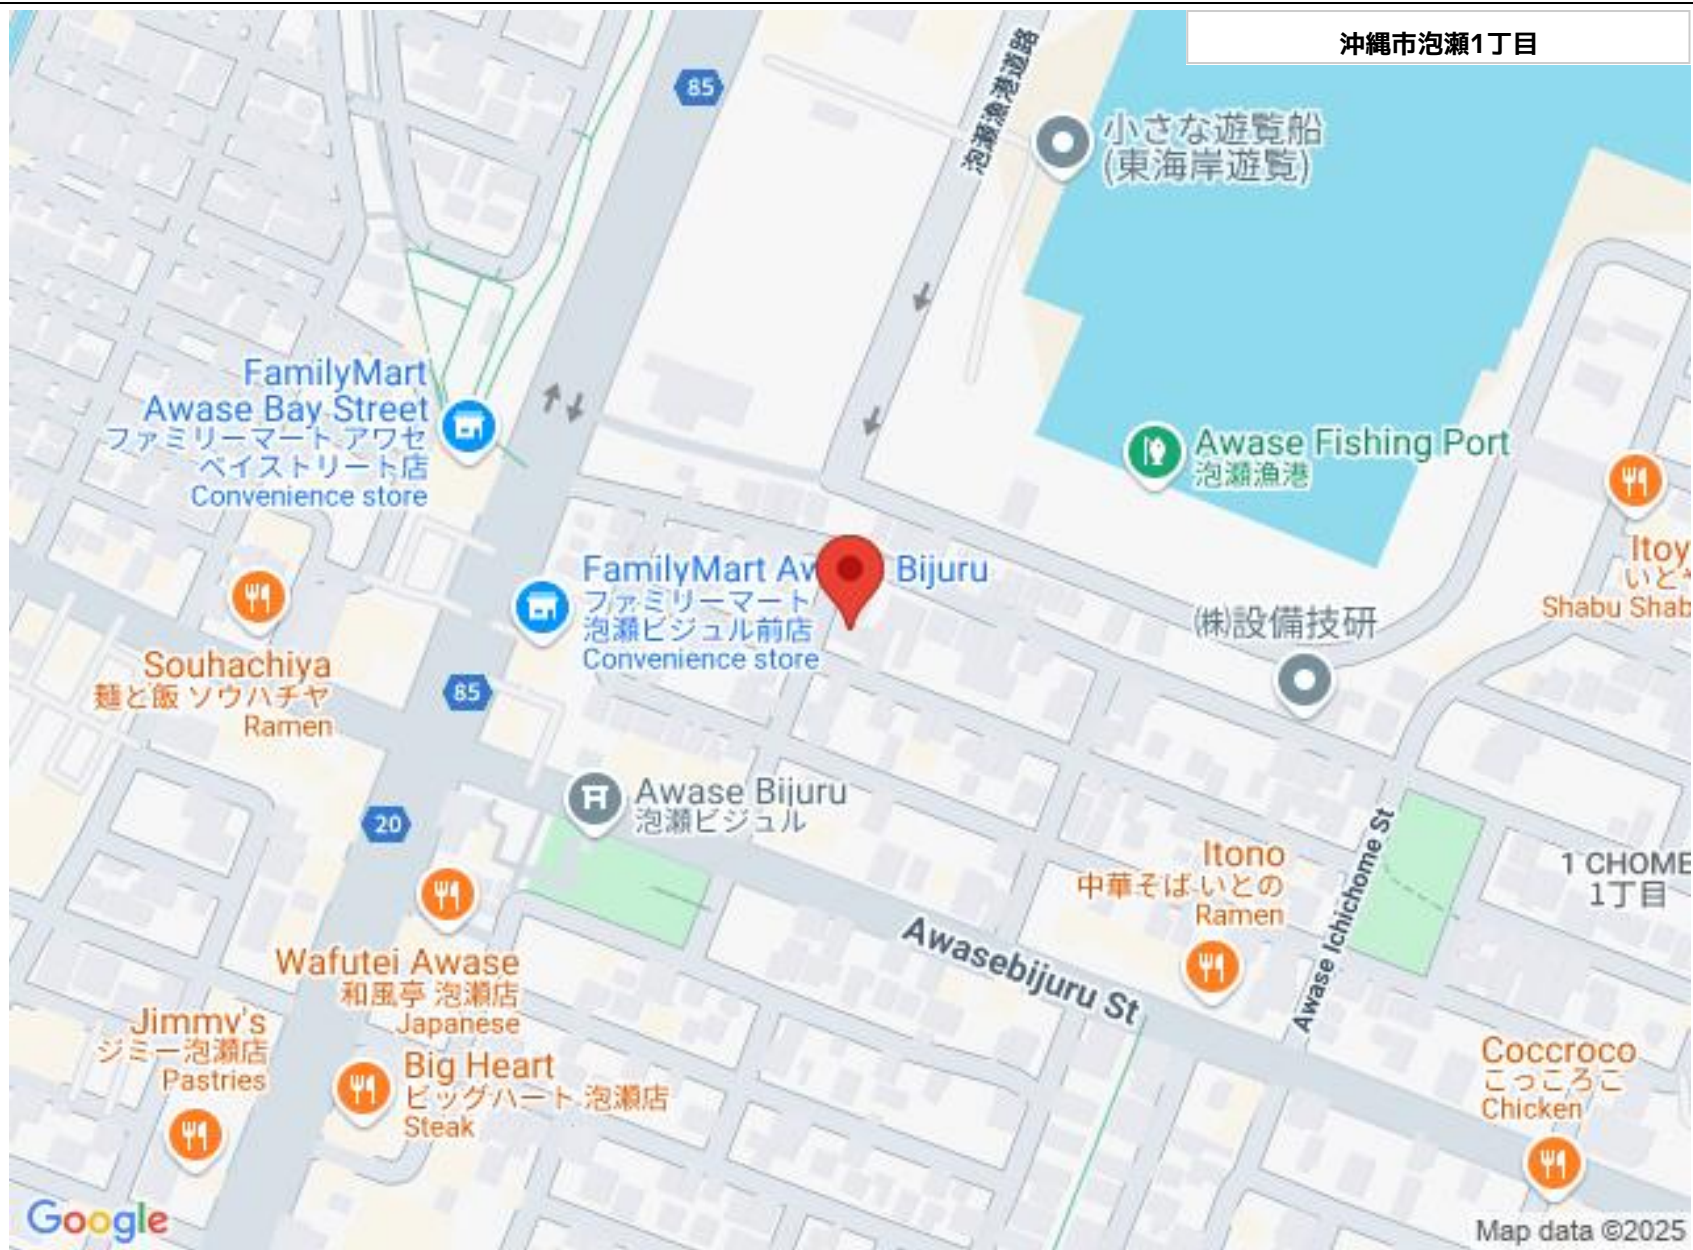 沖縄市泡瀬1丁目
85
泡瀬漁港道路
小さな遊覧船
(東海岸遊覧)
FamilyMart
Awase Bay Street
ファミリーマート アワセ
ベイストリート店
Convenience store
Awase Fishing Port
泡瀬漁港
Itoy
いと
Shabu Shab
FamilyMart Aw
Bijuru
ファミリーマート
泡瀬ビジュル前店
Convenience store
(株)設備技研
Souhachiya
麺と飯 ソウハチヤ
Ramen
85
Awase Bijuru
泡瀬ビジュル
20
Itono
中華そば いとの
Ramen
Awase Ichichome St
1 CHOME
1丁目
Awasebijuru St
Wafutei Awase
和風亭 泡瀬店
Japanese
Jimmy's
ジミー泡瀬店
Pastries
Big Heart
ビッグハート 泡瀬店
Steak
Coccroco
こっころこ
Chicken
Google
Map data ©2025